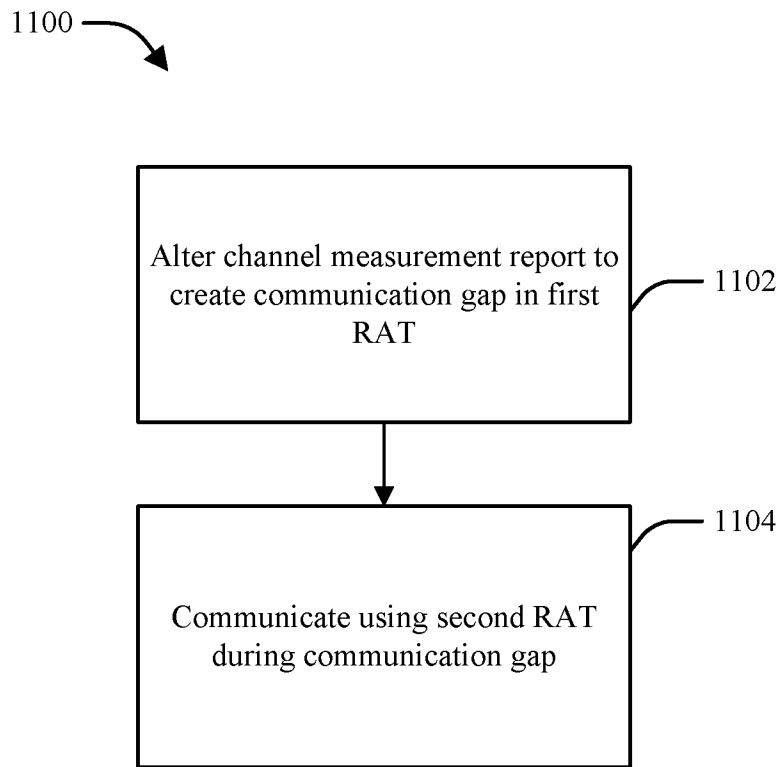 1100
Alter channel measurement report to
create communication gap in first
RAT
1102
1104
Communicate using second RAT
during communication gap